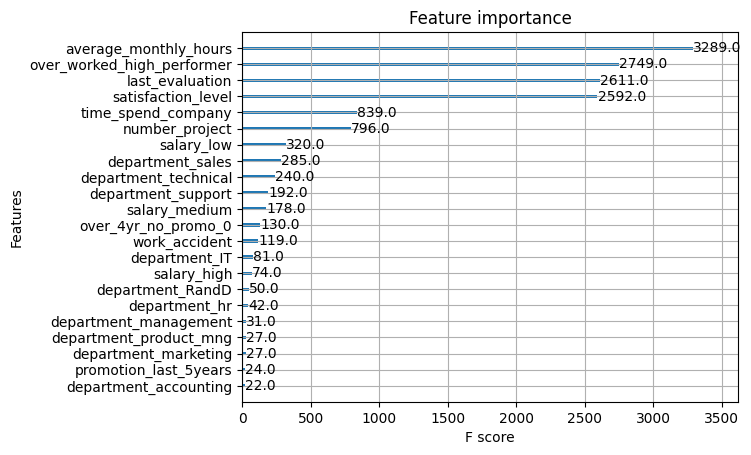 Feature importance
average_monthly_hours 3289.0
over_worked_high_performer 2749.0
last_evaluation 2611.0
satisfaction_level 2592.0
time_spend_company 839.0
number_project 796.0
salary_low 320.0
department_sales 285.0
department_technical 240.0
department_support 192.0
salary_medium 178.0
over_4yr_no_promo_0 130.0
work_accident 119.0
department_IT 81.0
salary_high 74.0
department_RandD 50.0
department_hr 42.0
department_management 31.0
department_product_mng 27.0
department_marketing 27.0
promotion_last_5years 24.0
department_accounting 22.0
Features
0 500 1000 1500 2000 2500 3000 3500
F score